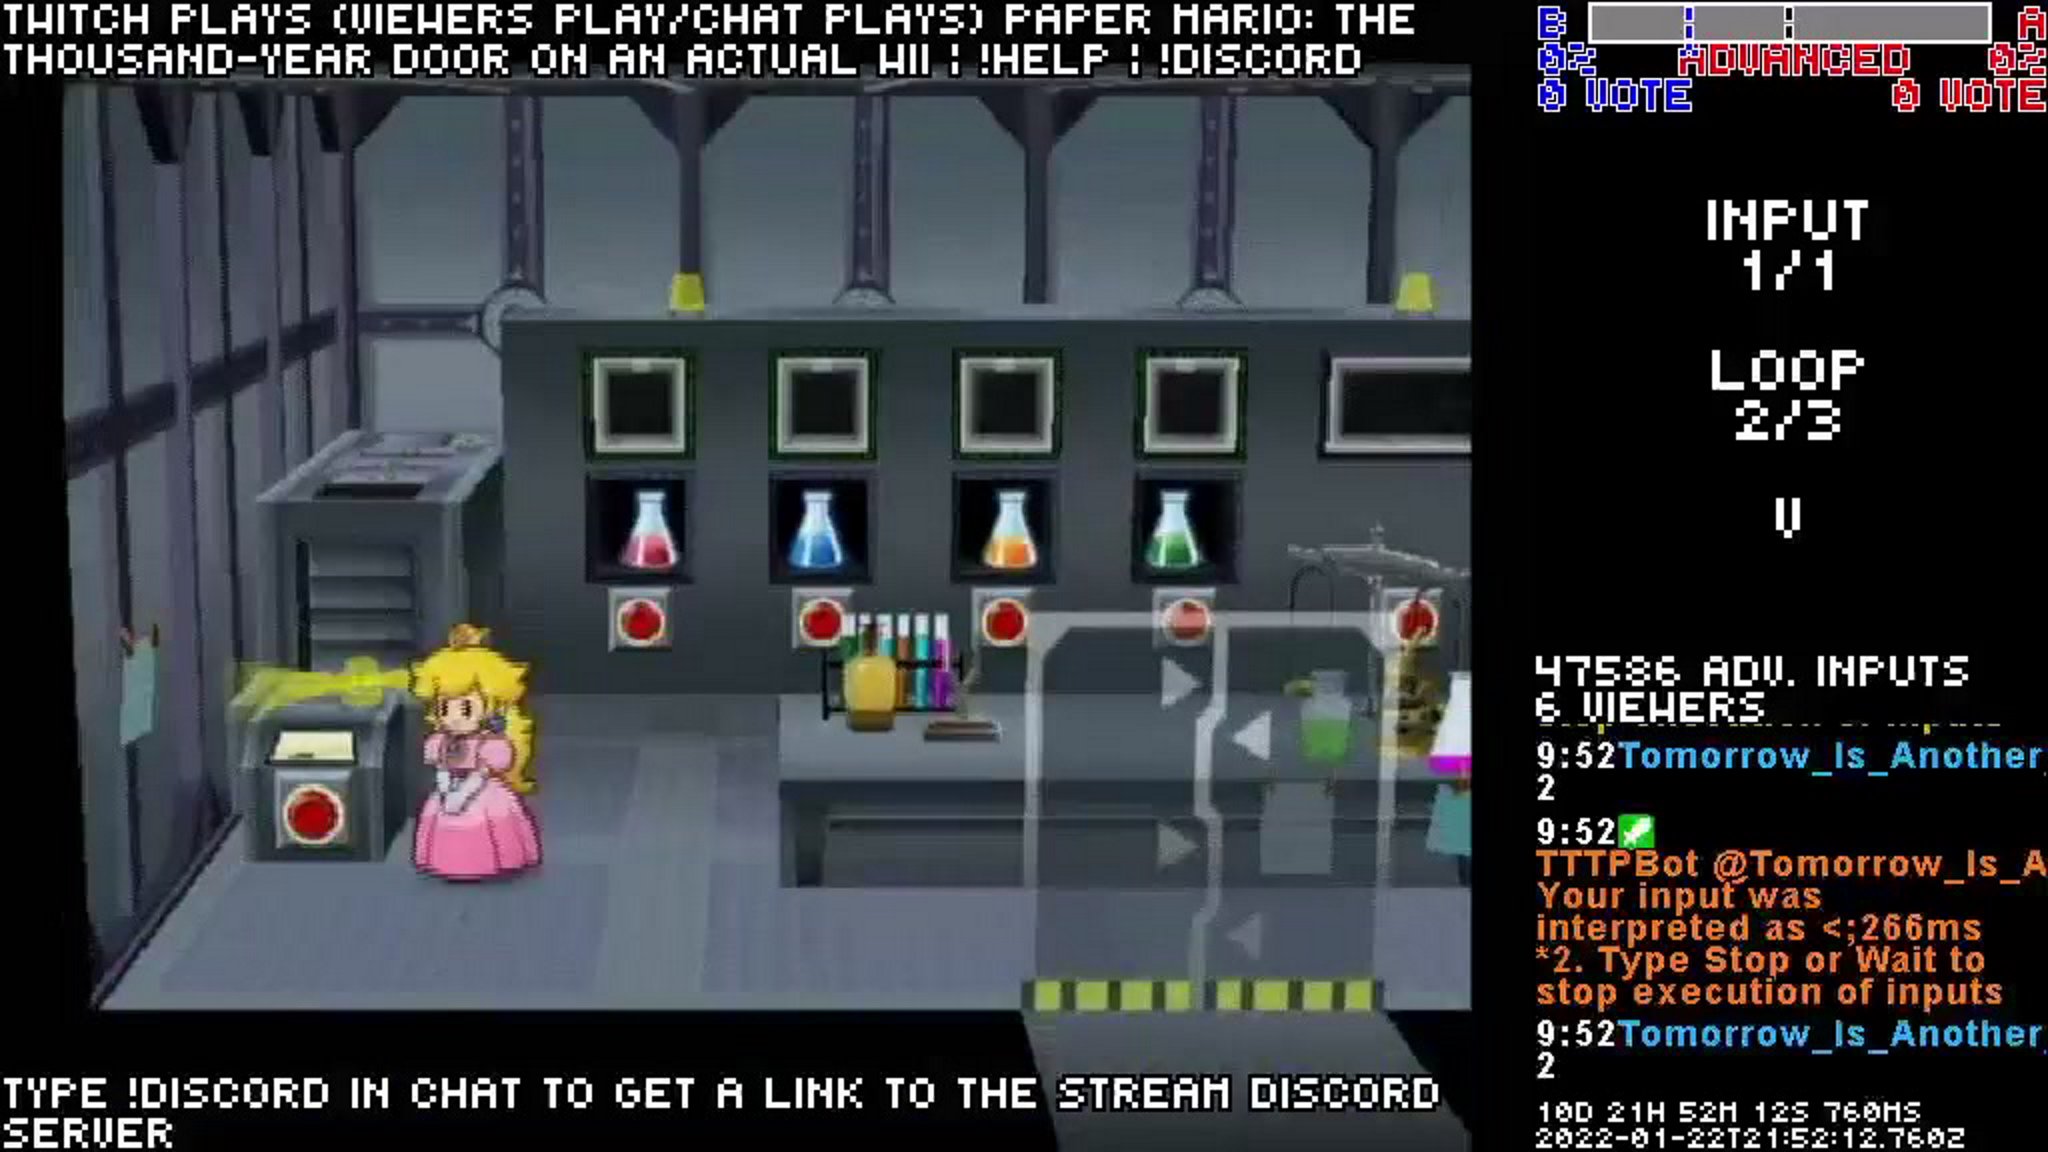 TWITCH PLAYS (VIEWERS PLAY/CHAT PLAYS) PAPER MARIO: THE
THOUSAND-YEAR DOOR ON AN ACTUAL WII | !HELP | !DISCORD
B A
0% ADVANCED 0%
0 VOTE 0 VOTE
INPUT
1/1
LOOP
2/3
V
47586 ADV. INPUTS
6 VIEWERS
9:52 Tomorrow_Is_Another_
2
9:52
TTTPBot @Tomorrow_Is_A
Your input was
interpreted as <;266ms
*2. Type Stop or Wait to
stop execution of inputs
9:52 Tomorrow_Is_Another_
2
TYPE !DISCORD IN CHAT TO GET A LINK TO THE STREAM DISCORD
SERVER
10D 21H 52M 12S 760MS
2022-01-22T21:52:12.760Z